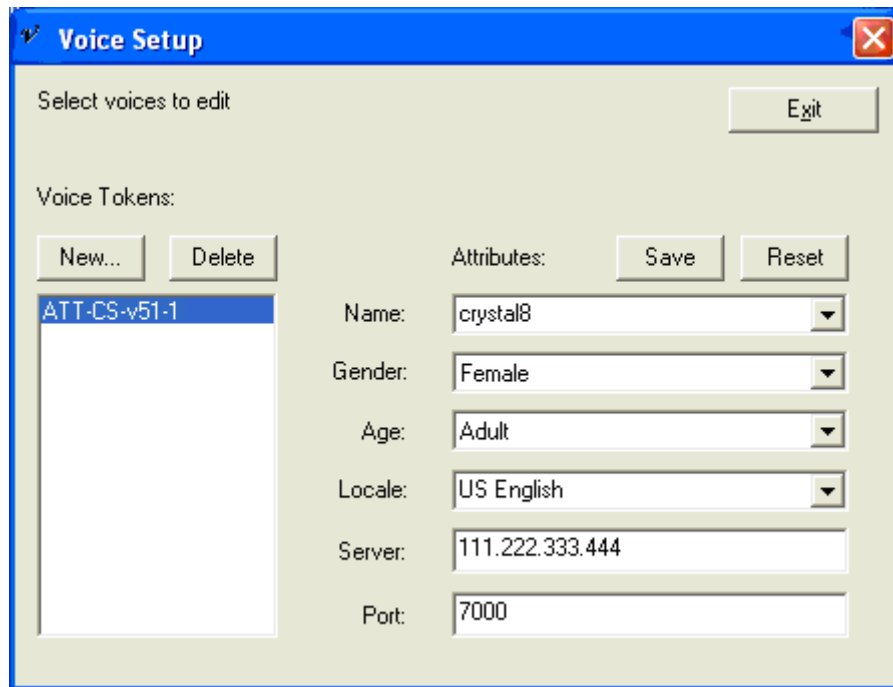 Voice Setup
Select voices to edit
Exit
Voice Tokens:
New... Delete Attributes: Save Reset
ATT-CS-v51-1 Name: crystal8
Gender: Female
Age: Adult
Locale: US English
Server: 111.222.333.444
Port: 7000